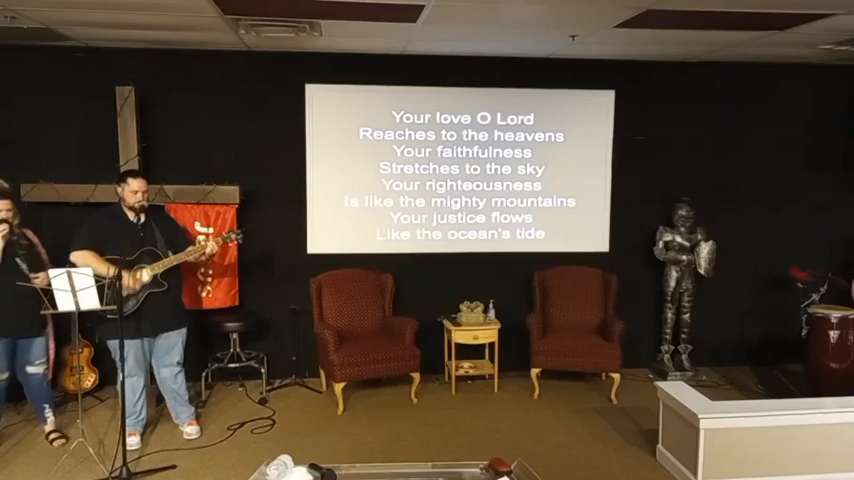 Your love O Lord
Reaches to the heavens
Your faithfulness
Stretches to the sky
Your righteousness
Is like the mighty mountains
Your justice flows
Like the ocean's tide